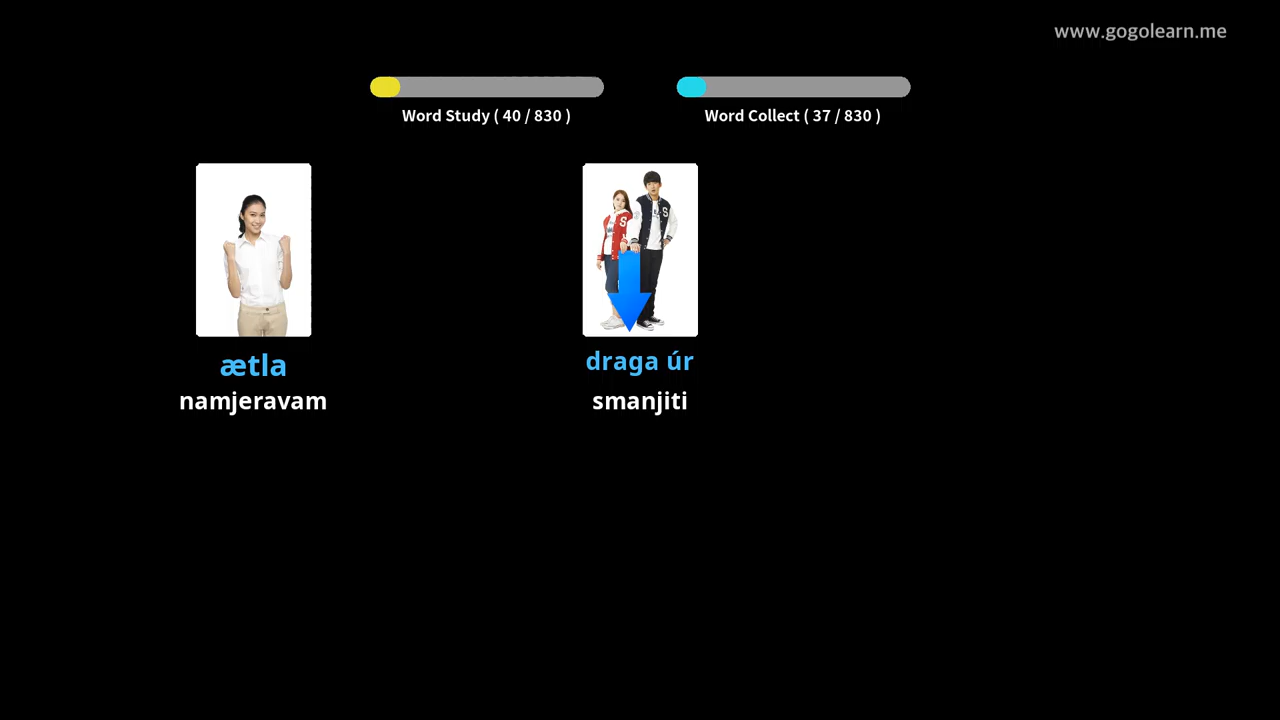 www.gogolearn.me
Word Study ( 40 / 830 )
Word Collect ( 37 / 830 )
S
S
ætla
namjeravam
draga úr
smanjiti